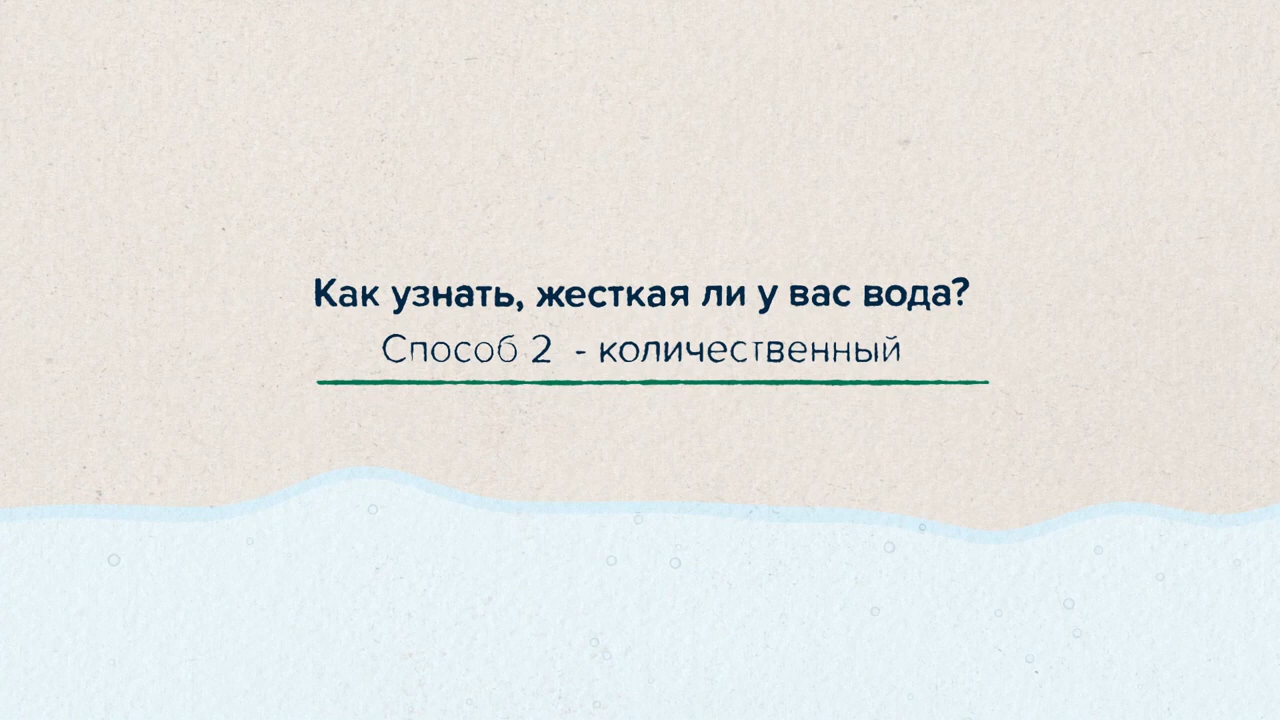 Как узнать, жесткая ли у вас вода?
Способ 2 - количественный